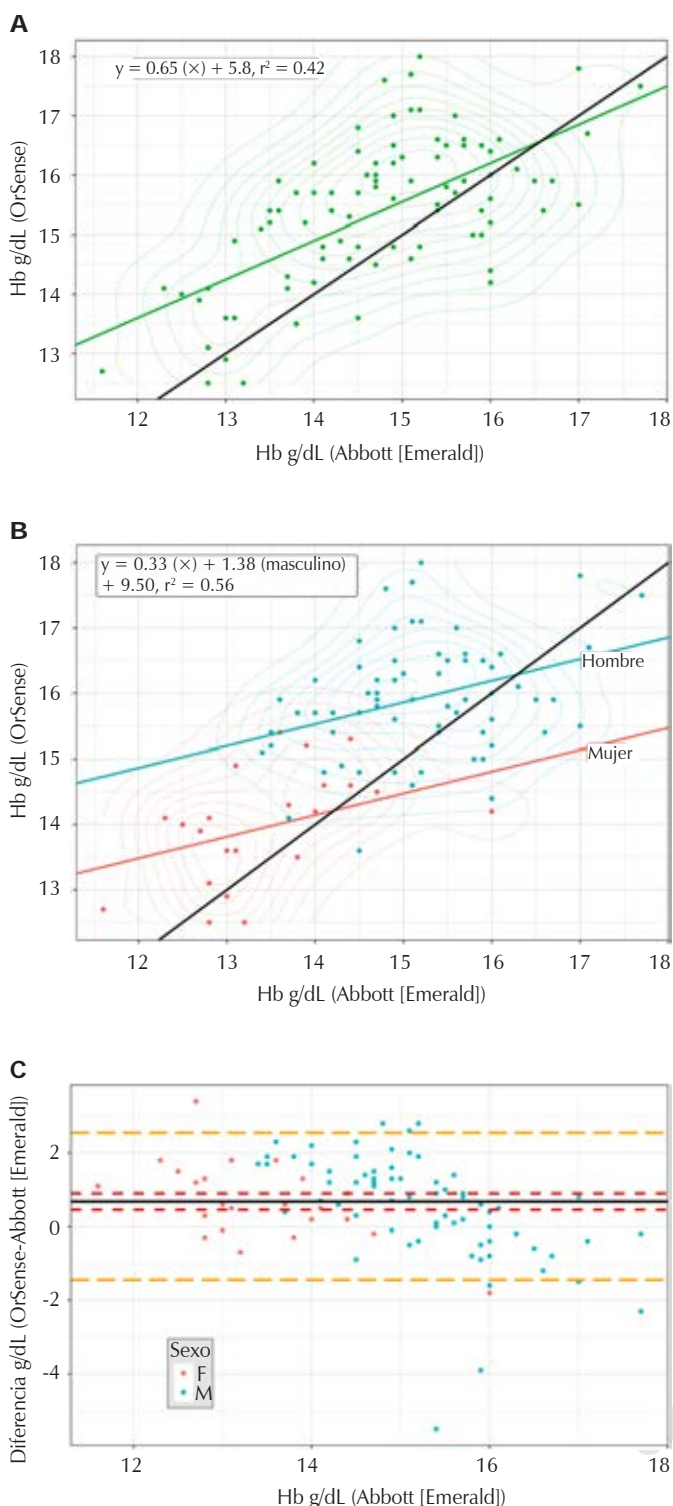 A
y = 0.65 (×) + 5.8, r² = 0.42
Hb g/dL (OrSense)
18
17
16
15
14
13
12 13 14 15 16 17 18
Hb g/dL (Abbott [Emerald])
B
y = 0.33 (×) + 1.38 (masculino)
+ 9.50, r² = 0.56
Hb g/dL (OrSense)
18
17
16
15
14
13
Hombre
Mujer
12 13 14 15 16 17 18
Hb g/dL (Abbott [Emerald])
C
Diferencia g/dL (OrSense-Abbott [Emerald])
2
0
-2
-4
Sexo
F
M
12 14 16 18
Hb g/dL (Abbott [Emerald])